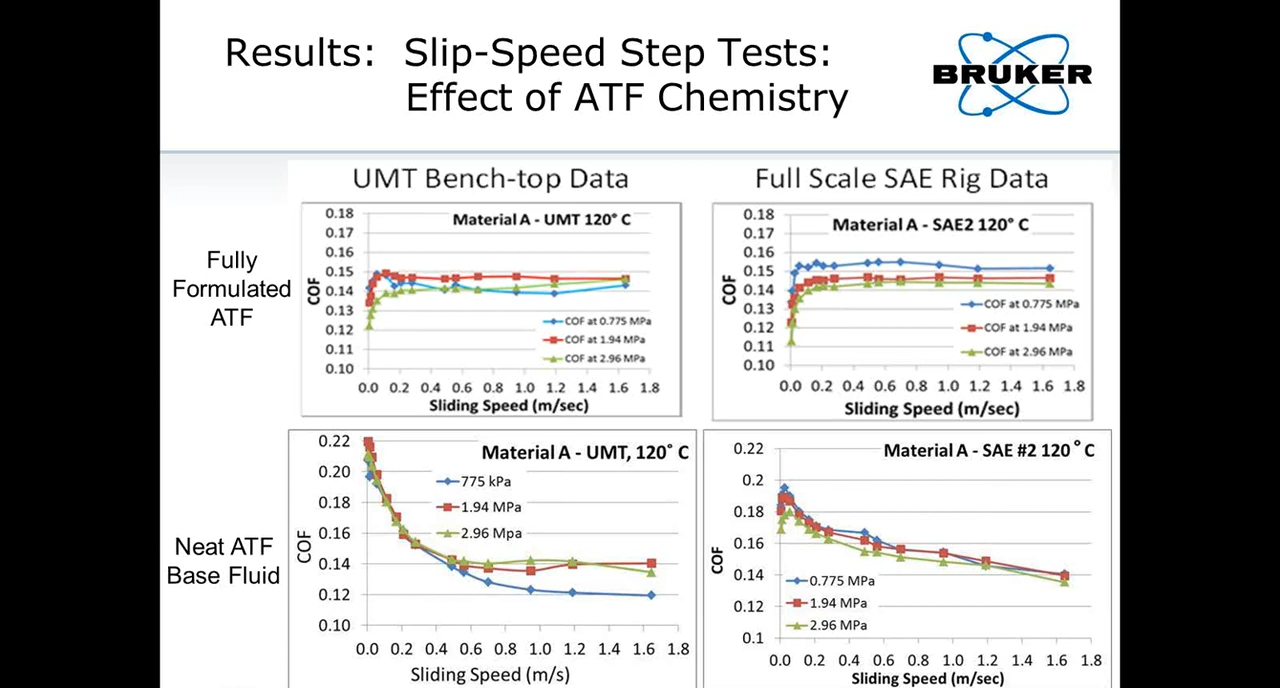 Results: Slip-Speed Step Tests:
Effect of ATF Chemistry
BRUKER
UMT Bench-top Data
Full Scale SAE Rig Data
Fully
Formulated
ATF
Material A - UMT 120° C
COF
0.18
0.17
0.16
0.15
0.14
0.13
0.12
0.11
0.10
COF at 0.775 MPa
COF at 1.94 MPa
COF at 2.96 MPa
0.0 0.2 0.4 0.6 0.8 1.0 1.2 1.4 1.6 1.8
Sliding Speed (m/sec)
Material A - SAE2 120° C
COF
0.18
0.17
0.16
0.15
0.14
0.13
0.12
0.11
0.10
COF at 0.775 MPa
COF at 1.94 MPa
COF at 2.96 MPa
0.0 0.2 0.4 0.6 0.8 1.0 1.2 1.4 1.6 1.8
Sliding Speed (m/sec)
Neat ATF
Base Fluid
Material A - UMT, 120° C
COF
0.22
0.20
0.18
0.16
0.14
0.12
0.10
775 kPa
1.94 MPa
2.96 Mpa
0.0 0.2 0.4 0.6 0.8 1.0 1.2 1.4 1.6 1.8
Sliding Speed (m/s)
Material A - SAE #2 120° C
COF
0.22
0.2
0.18
0.16
0.14
0.12
0.1
0.775 MPa
1.94 MPa
2.96 MPa
0.0 0.2 0.4 0.6 0.8 1.0 1.2 1.4 1.6 1.8
Sliding Speed (m/sec)